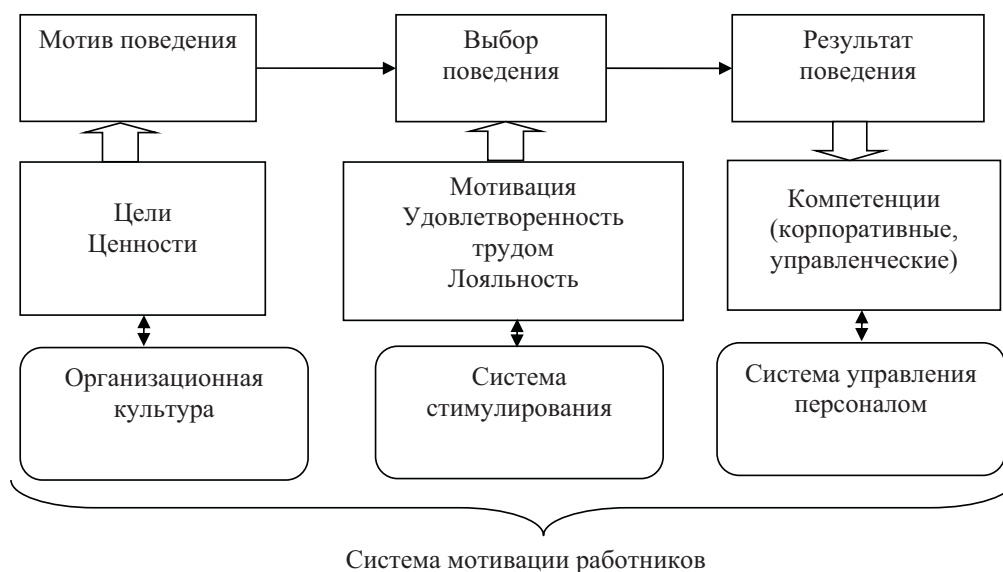 Мотив поведения
Выбор
поведения
Результат
поведения
Цели
Ценности
Мотивация
Удовлетворенность
трудом
Лояльность
Компетенции
(корпоративные,
управленческие)
Организационная
культура
Система
стимулирования
Система управления
персоналом
Система мотивации работников